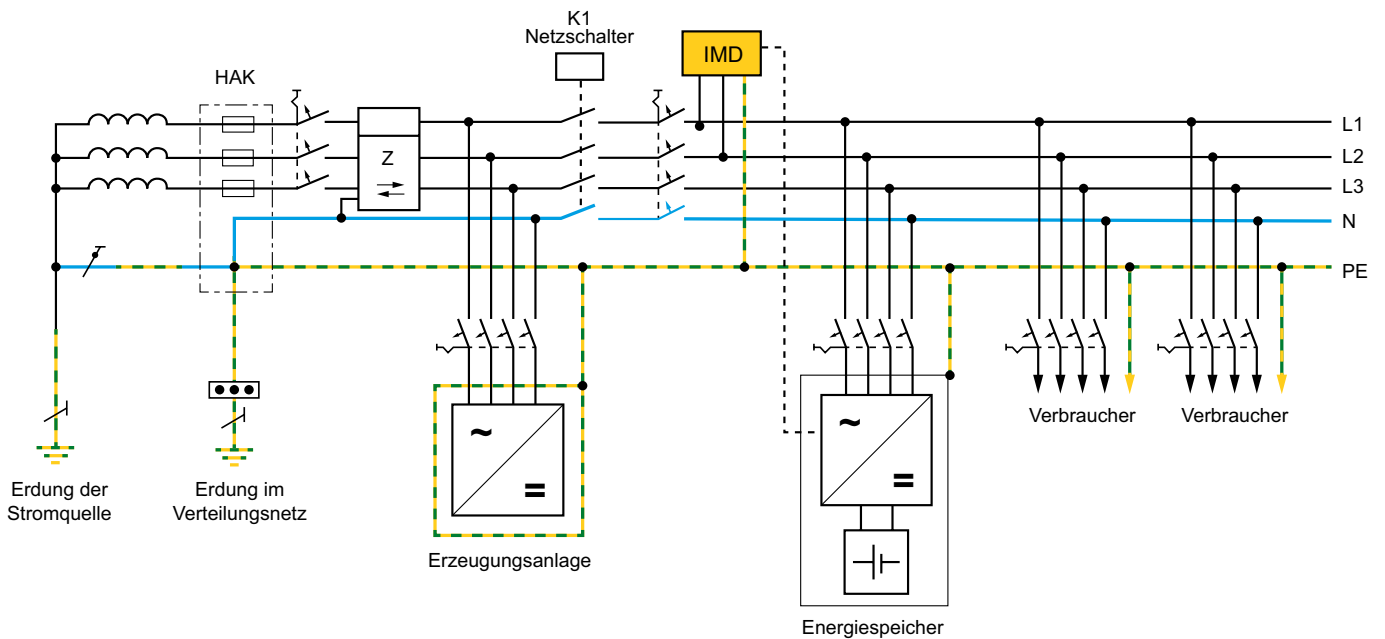 K1
Netzschalter
IMD
HAK
L1
Z
L2
L3
N
PE
Verbraucher
Verbraucher
~
=
~
=
Erdung der
Stromquelle
Erdung im
Verteilungsnetz
Erzeugungsanlage
Energiespeicher